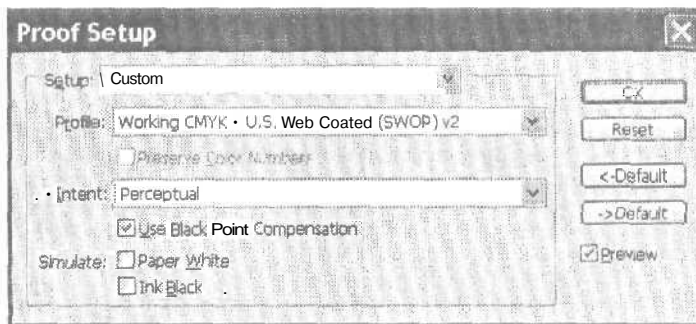 Proof Setup
Setup: Custom
Profile: Working CMYK • U.S. Web Coated (SWOP) v2
Preserve Color Numbers
Intent: Perceptual
Use Black Point Compensation
Simulate: Paper White
Ink Black
OK
Reset
<-Default
->Default
Preview